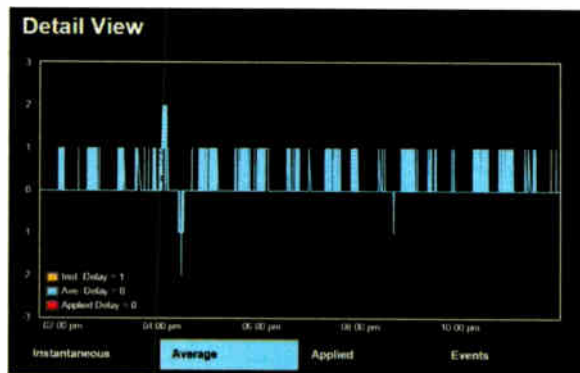 Detail View
3
2
1
0
-1
-2
-3
Inst. Delay = 1
Ave. Delay = 0
Applied Delay = 0
02:00 pm 04:00 pm 06:00 pm 08:00 pm 10:00 pm
Instantaneous Average Applied Events